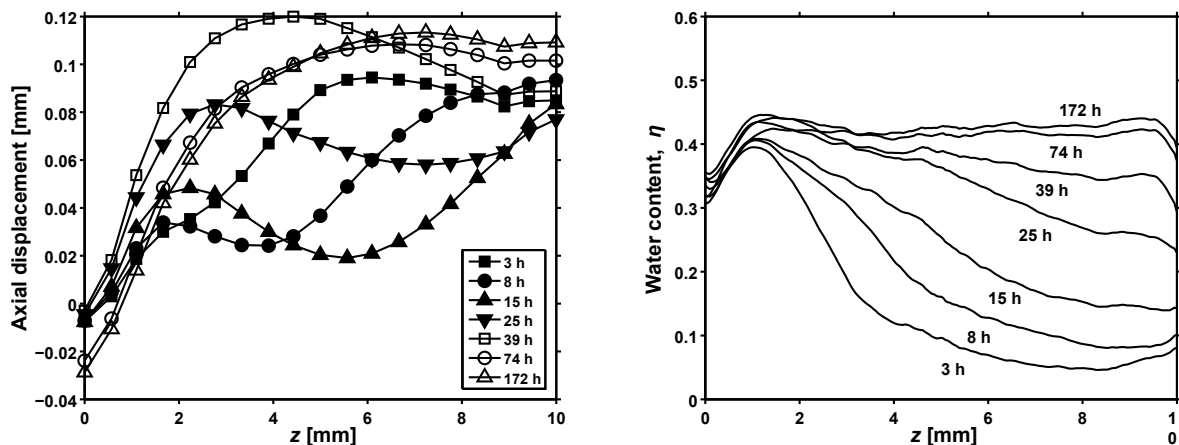 Axial displacement [mm]
0.12
0.1
0.08
0.06
0.04
0.02
0
−0.02
−0.04
0
2
4
6
8
10
z [mm]
3 h
8 h
15 h
25 h
39 h
74 h
172 h
Water content, η
0.6
0.5
0.4
0.3
0.2
0.1
0
0
2
4
6
8
1
0
z [mm]
172 h
74 h
39 h
25 h
15 h
8 h
3 h